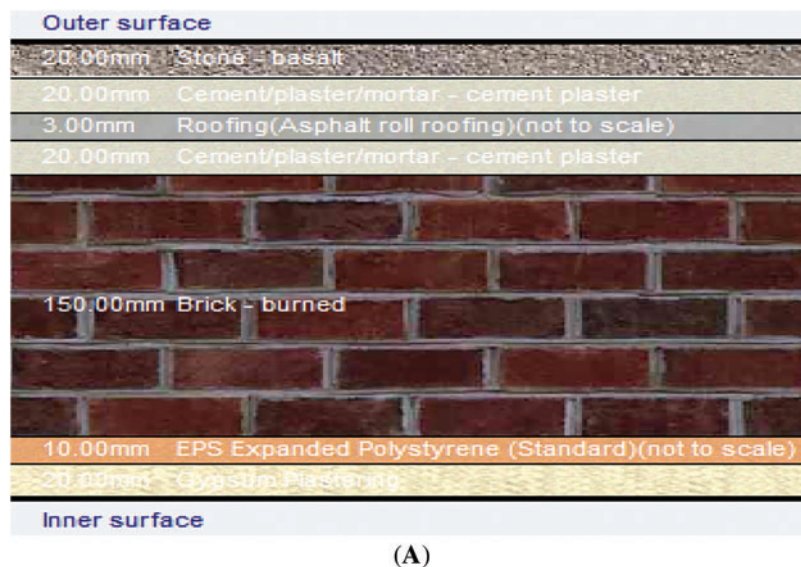 Outer surface
20.00mm Stone - basalt
20.00mm Cement/plaster/mortar - cement plaster
3.00mm Roofing(Asphalt roll roofing)(not to scale)
20.00mm Cement/plaster/mortar - cement plaster
150.00mm Brick - burned
10.00mm EPS Expanded Polystyrene (Standard)(not to scale)
20.00mm Gypsum Plastering
Inner surface
(A)